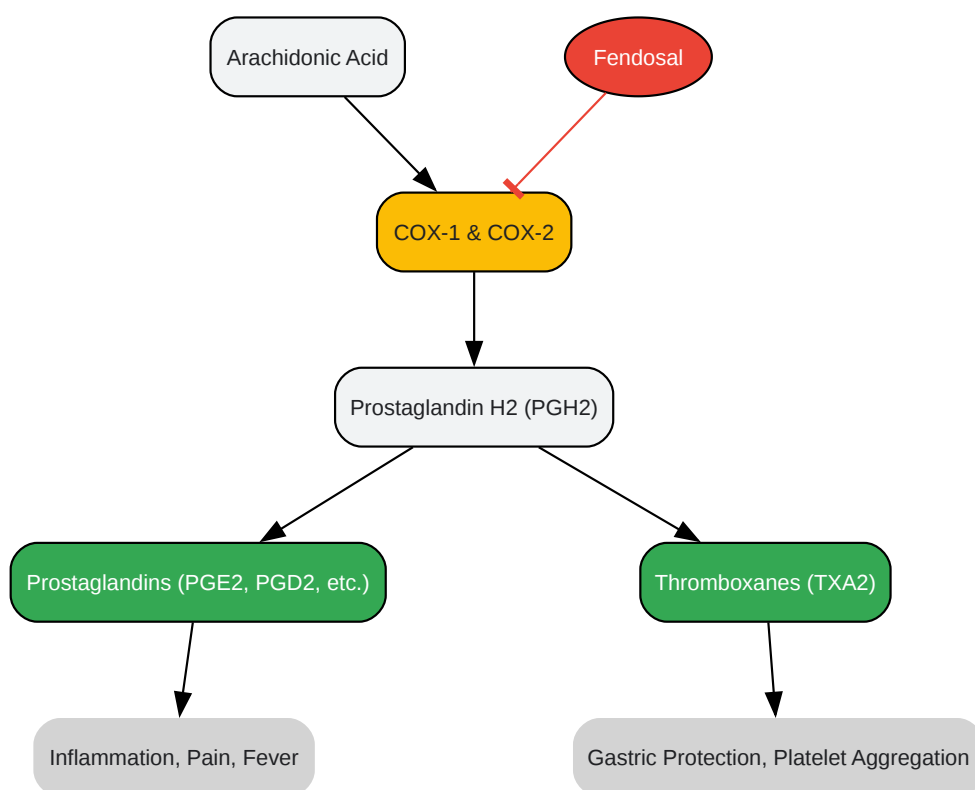 Arachidonic Acid
Fendosal
COX-1 & COX-2
Prostaglandin H2 (PGH2)
Prostaglandins (PGE2, PGD2, etc.)
Thromboxanes (TXA2)
Inflammation, Pain, Fever
Gastric Protection, Platelet Aggregation